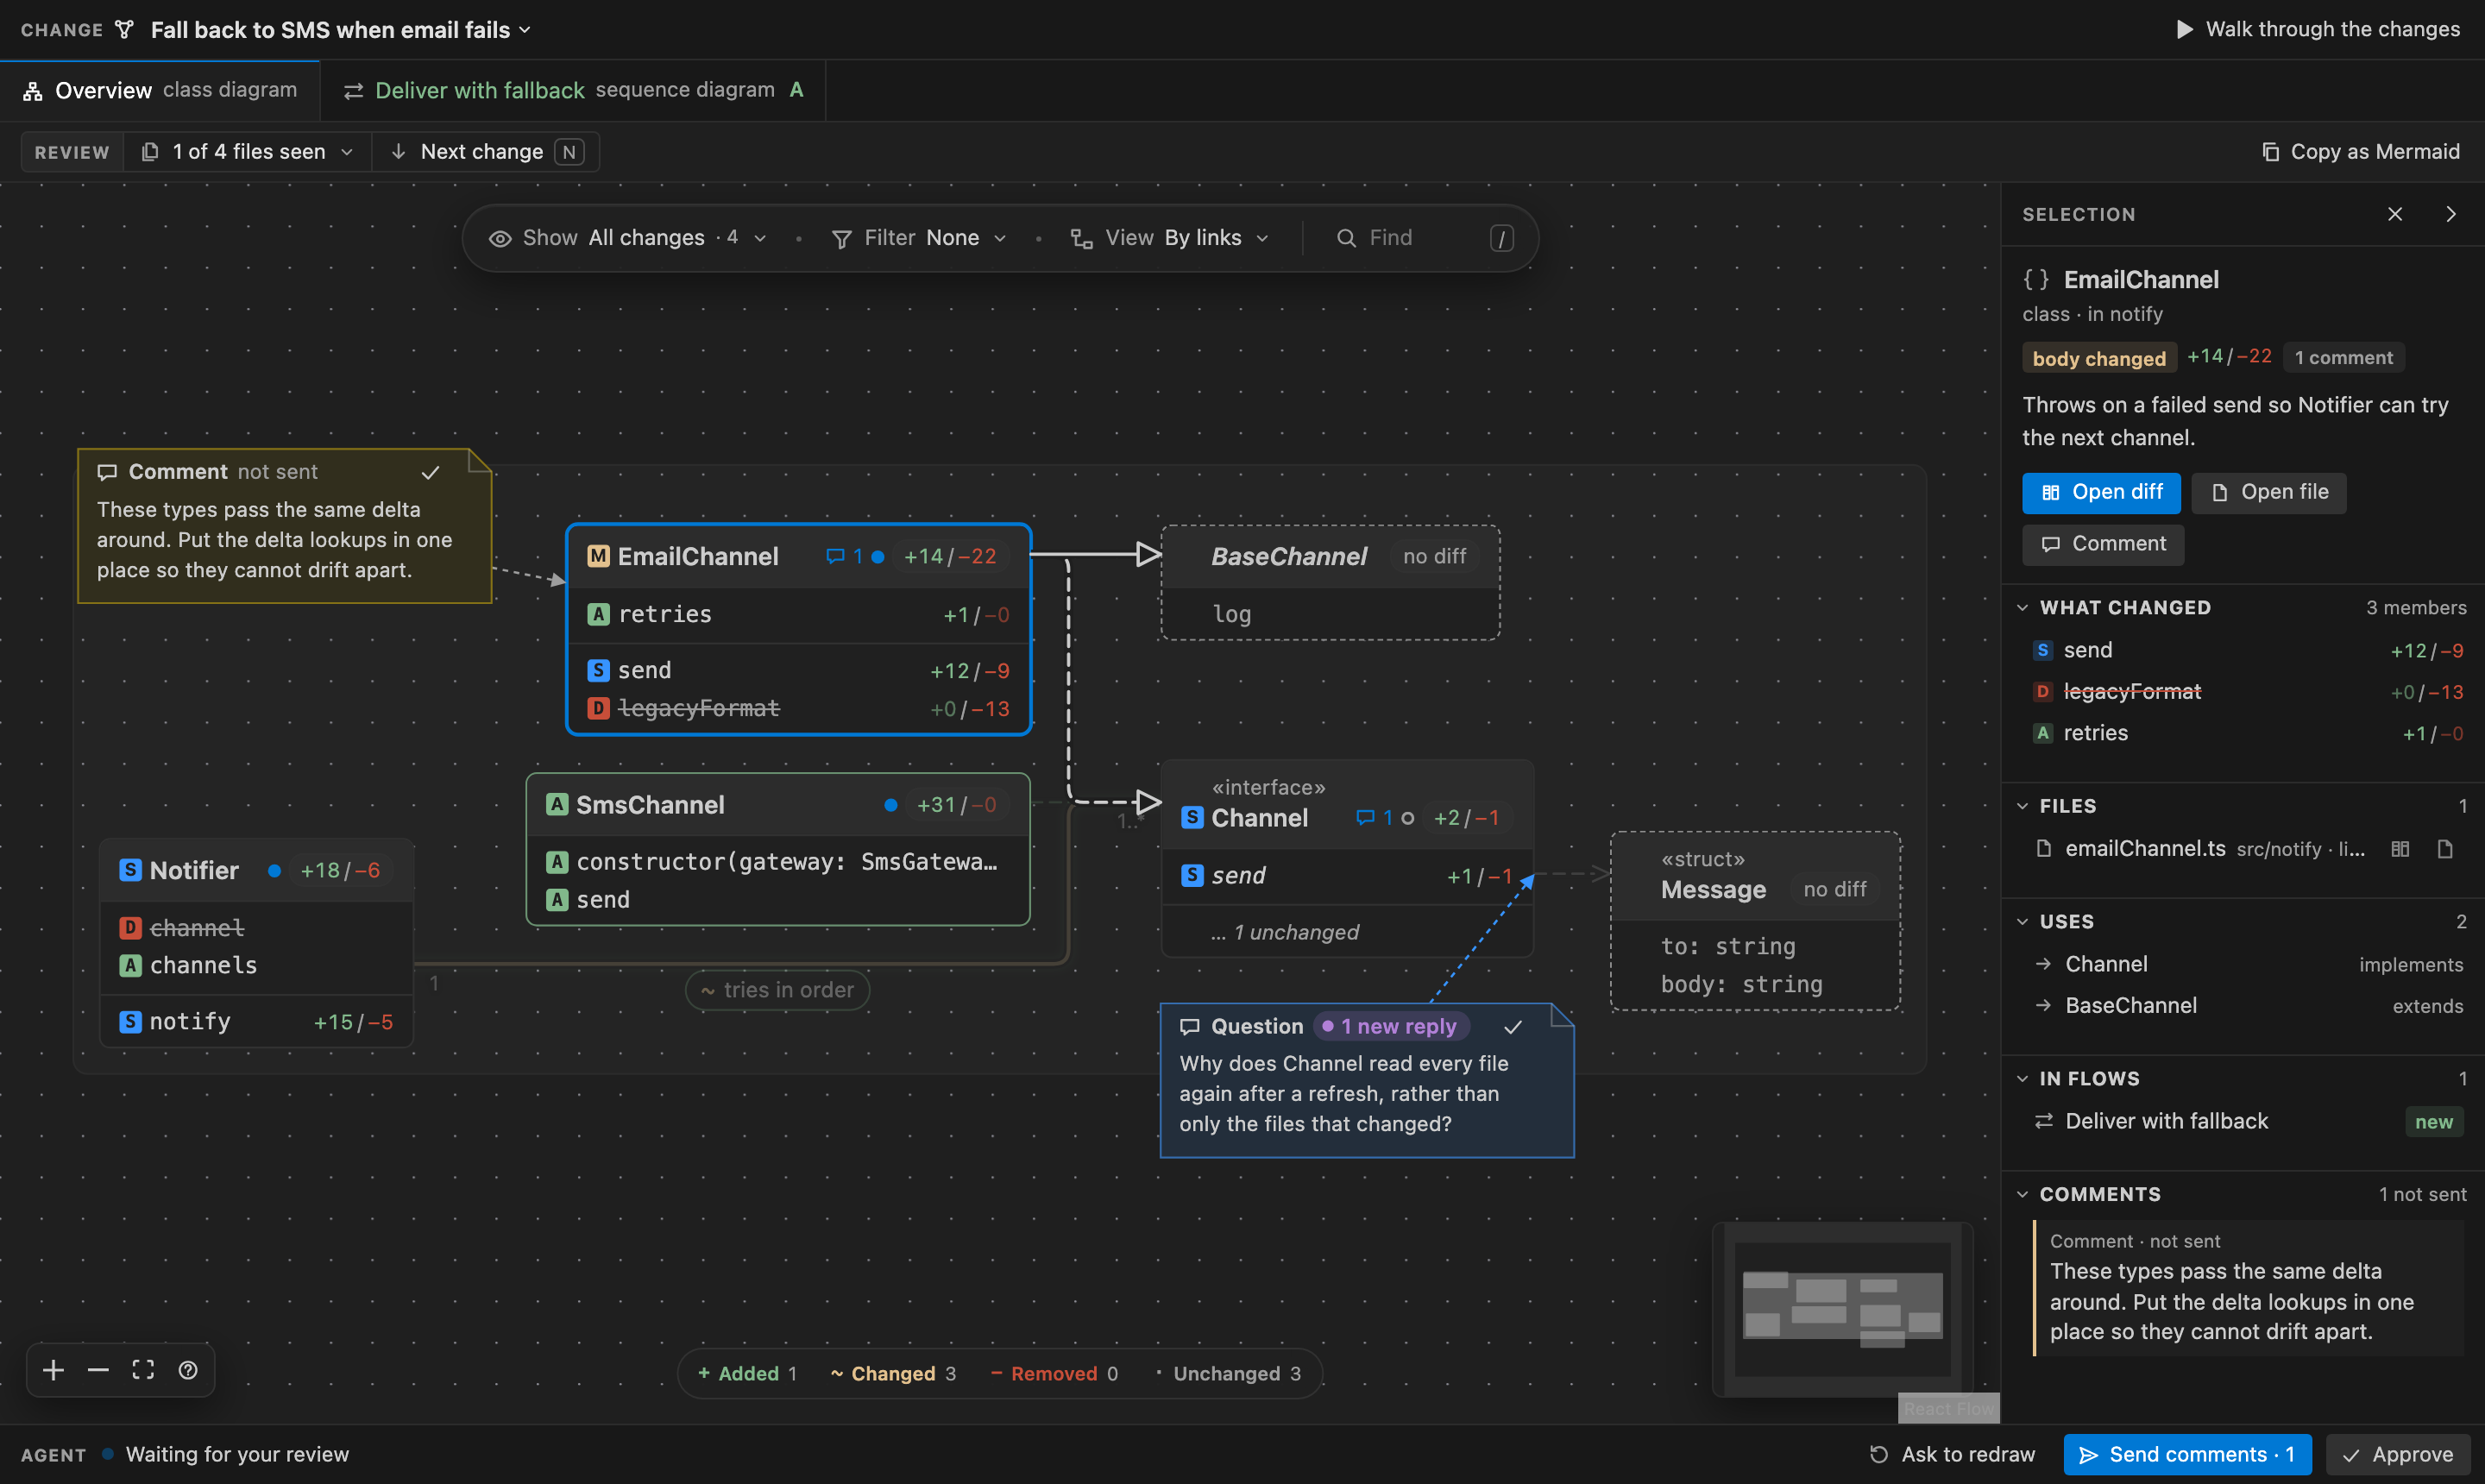 CHANGE Fall back to SMS when email fails
Walk through the changes
Overview class diagram
Deliver with fallback sequence diagram A
REVIEW 1 of 4 files seen
Next change N
Copy as Mermaid
Show All changes · 4
Filter None
View By links
Find /
Comment not sent
These types pass the same delta
around. Put the delta lookups in one
place so they cannot drift apart.
M EmailChannel 1 +14/−22
A retries +1/−0
S send +12/−9
D legacyFormat +0/−13
BaseChannel no diff
log
A SmsChannel +31/−0
A constructor(gateway: SmsGatewa…
A send
1..*
«interface»
S Channel 1 +2/−1
S send +1/−1
... 1 unchanged
«struct»
Message no diff
to: string
body: string
S Notifier +18/−6
D channel
A channels
S notify +15/−5
1
~ tries in order
Question 1 new reply
Why does Channel read every file
again after a refresh, rather than
only the files that changed?
+ Added 1 ~ Changed 3 − Removed 0 · Unchanged 3
React Flow
SELECTION
{ } EmailChannel
class · in notify
body changed +14/−22 1 comment
Throws on a failed send so Notifier can try
the next channel.
Open diff
Open file
Comment
WHAT CHANGED 3 members
S send +12/−9
D legacyFormat +0/−13
A retries +1/−0
FILES 1
emailChannel.ts src/notify · li...
USES 2
Channel implements
BaseChannel extends
IN FLOWS 1
Deliver with fallback new
COMMENTS 1 not sent
Comment · not sent
These types pass the same delta
around. Put the delta lookups in one
place so they cannot drift apart.
AGENT Waiting for your review
Ask to redraw
Send comments · 1
Approve